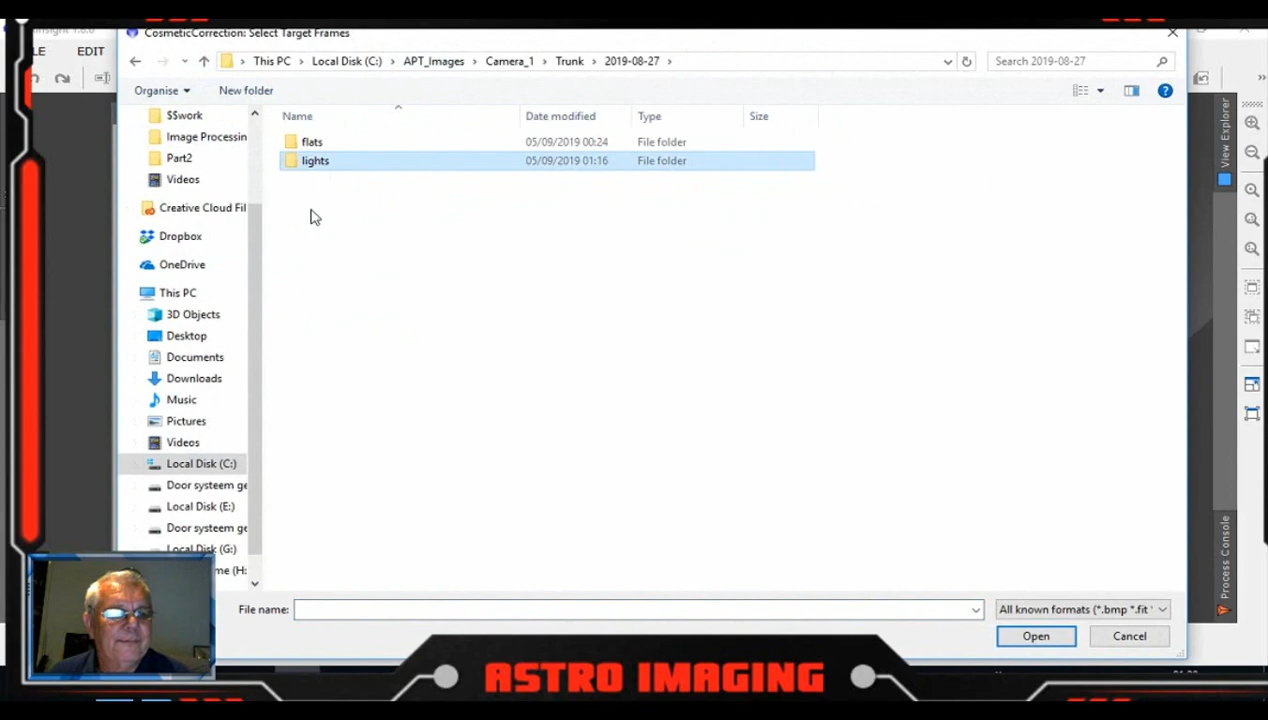 CosmeticCorrection: Select Target Frames
EDIT
This PC > Local Disk (C:) > APT_Images > Camera_1 > Trunk > 2019-08-27 >
Search 2019-08-27
Organise
New folder
Name
Date modified
Type
Size
flats
05/09/2019 00:24
File folder
lights
05/09/2019 01:16
File folder
$$work
Image Processin
Part2
Videos
Creative Cloud Fil
Dropbox
OneDrive
This PC
3D Objects
Desktop
Documents
Downloads
Music
Pictures
Videos
Local Disk (C:)
Door systeem ge
Local Disk (E:)
Door systeem ge
Local Disk (G:)
me (H:
File name:
All known formats (*.bmp *.fit
Open
Cancel
View Explorer
Process Console
ASTRO IMAGING